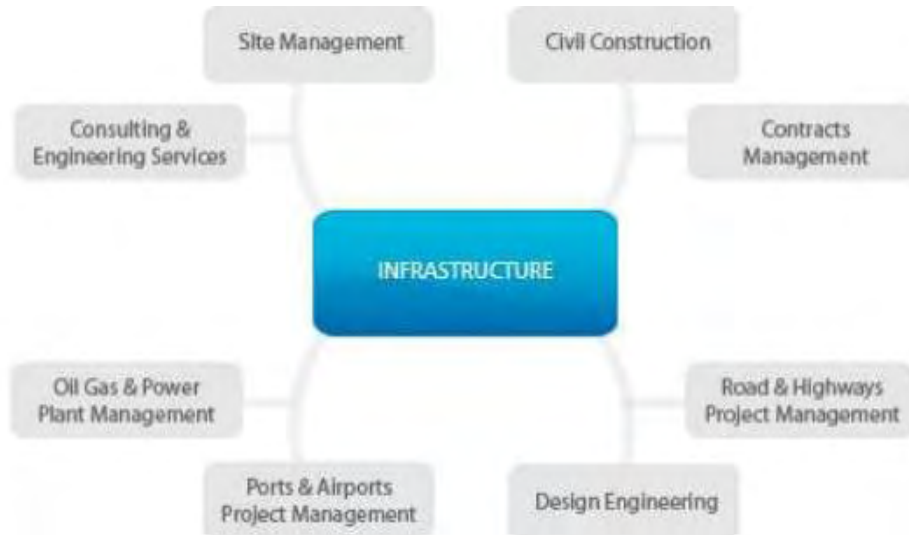 Site Management
Civil Construction
Consulting &
Engineering Services
Contracts
Management
INFRASTRUCTURE
Oil Gas & Power
Plant Management
Road & Highways
Project Management
Ports & Airports
Project Management
Design Engineering